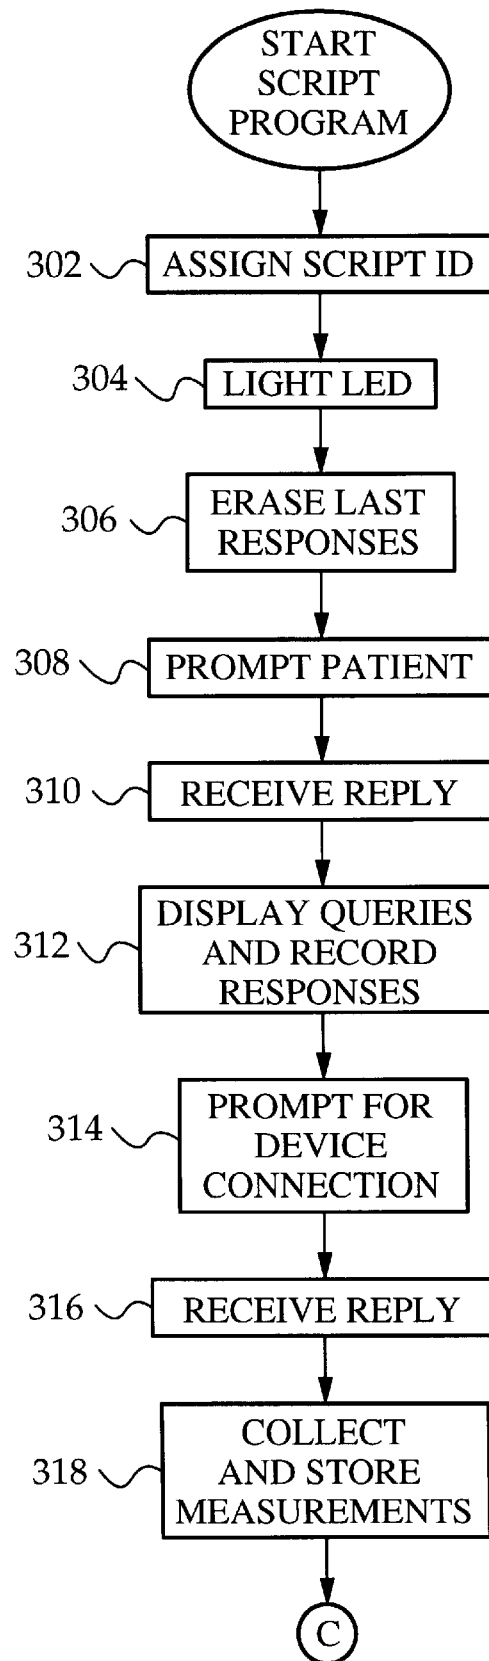 START
SCRIPT
PROGRAM
302 ASSIGN SCRIPT ID
304 LIGHT LED
306 ERASE LAST
RESPONSES
308 PROMPT PATIENT
310 RECEIVE REPLY
312 DISPLAY QUERIES
AND RECORD
RESPONSES
314 PROMPT FOR
DEVICE
CONNECTION
316 RECEIVE REPLY
318 COLLECT
AND STORE
MEASUREMENTS
C